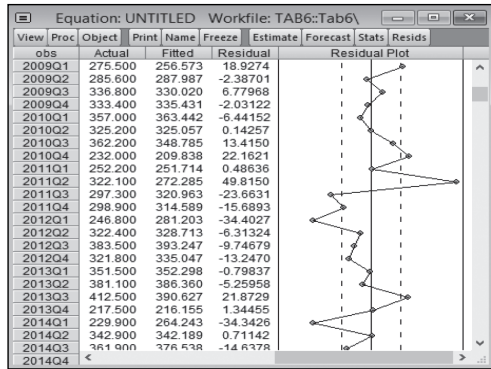 Equation: UNTITLED Workfile: TAB6::Tab6\
View Proc Object Print Name Freeze Estimate Forecast Stats Resids
obs Actual Fitted Residual Residual Plot
2009Q1 275.500 256.573 18.9274
2009Q2 285.600 287.987 -2.38701
2009Q3 336.800 330.020 6.77968
2009Q4 333.400 335.431 -2.03122
2010Q1 357.000 363.442 -6.44152
2010Q2 325.200 325.057 0.14257
2010Q3 362.200 348.785 13.4150
2010Q4 232.000 209.838 22.1621
2011Q1 252.200 251.714 0.48636
2011Q2 322.100 272.285 49.8150
2011Q3 297.300 320.963 -23.6631
2011Q4 298.900 314.589 -15.6893
2012Q1 246.800 281.203 -34.4027
2012Q2 322.400 328.713 -6.31324
2012Q3 383.500 393.247 -9.74679
2012Q4 321.800 335.047 -13.2470
2013Q1 351.500 352.298 -0.79837
2013Q2 381.100 386.360 -5.25958
2013Q3 412.500 390.627 21.8729
2013Q4 217.500 216.155 1.34455
2014Q1 229.900 264.243 -34.3426
2014Q2 342.900 342.189 0.71142
2014Q3 361.900 376.538 -14.6378
2014Q4